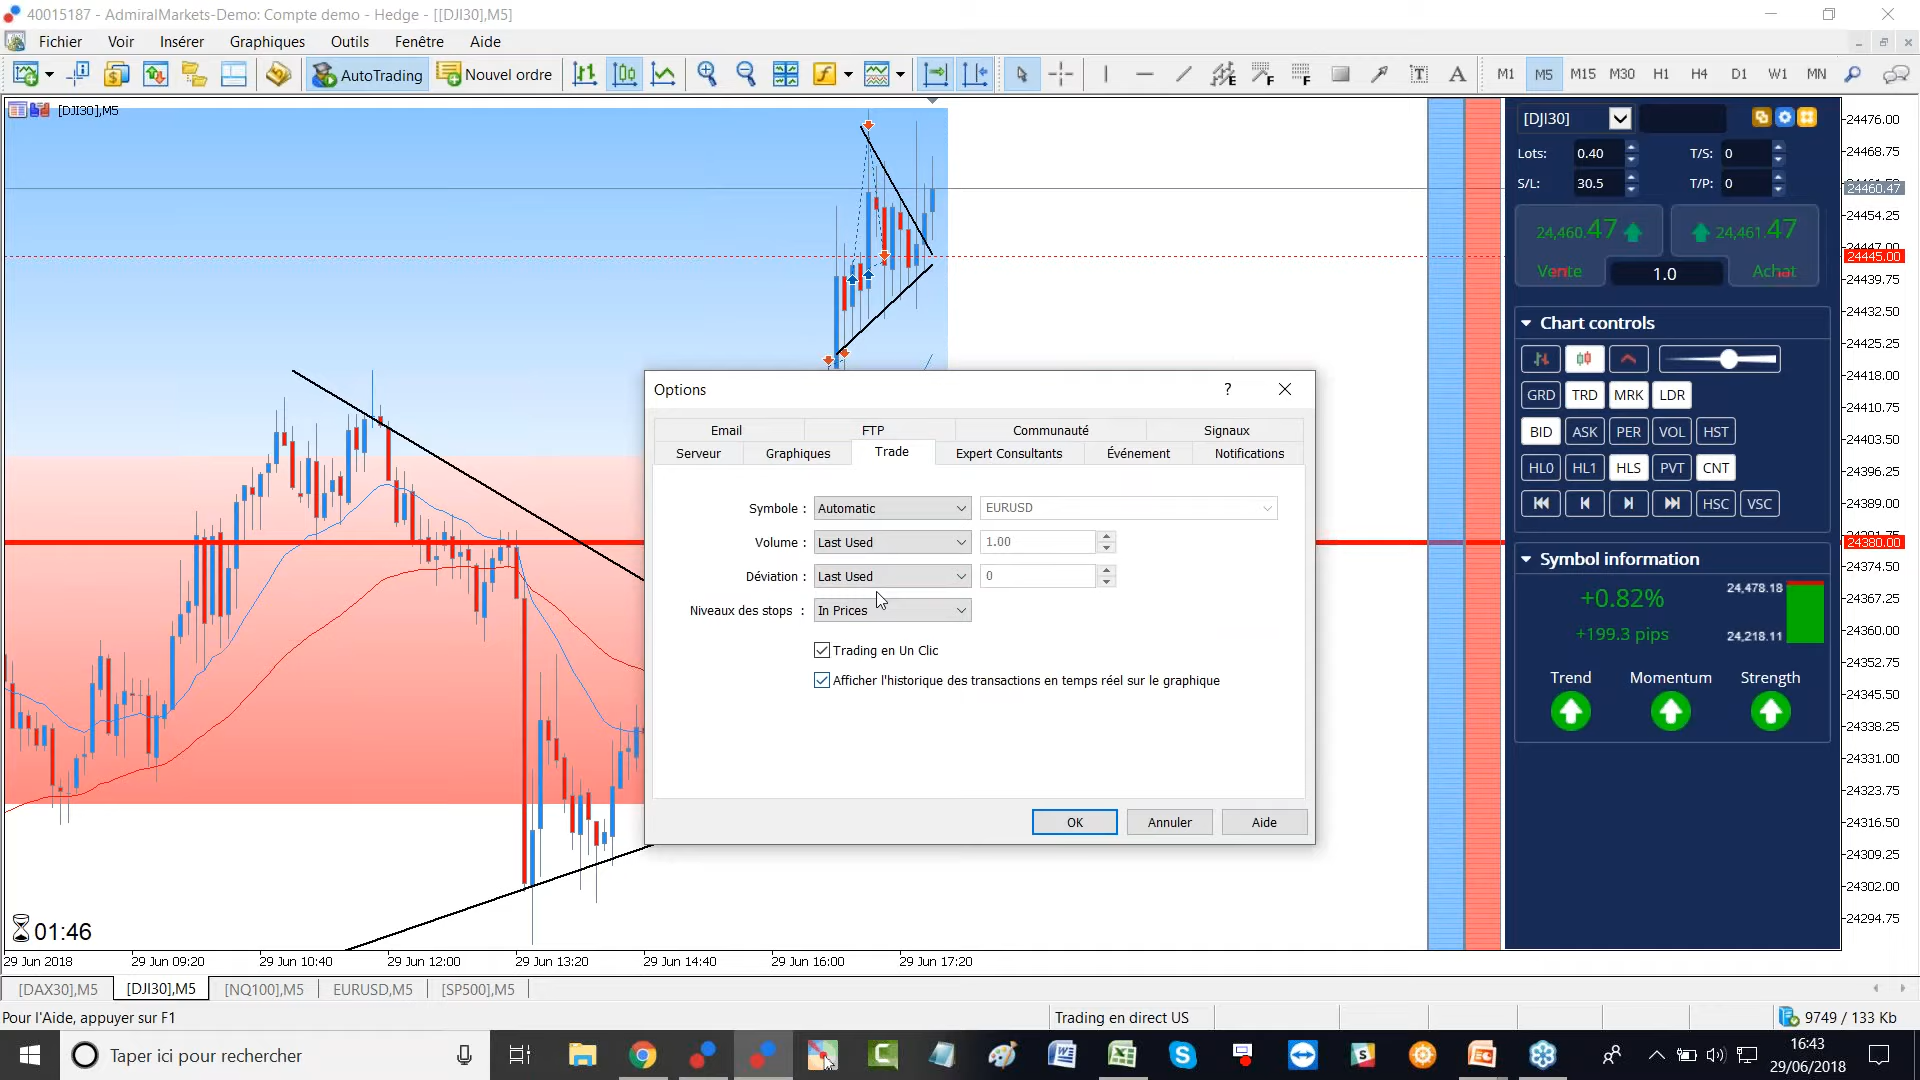 40015187 - AdmiralMarkets-Demo: Compte demo - Hedge - [[DJI30],M5]
Fichier Voir Insérer Graphiques Outils Fenêtre Aide
AutoTrading Nouvel ordre M1 M5 M15 M30 H1 H4 D1 W1 MN
[DJI30],M5
[DJI30]
Lots: 0.40 T/S: 0
S/L: 30.5 T/P: 0
24,460.47 24,461.47
Vente 1.0 Achat
Chart controls
GRD TRD MRK LDR
BID ASK PER VOL HST
HL0 HL1 HLS PVT CNT
HSC VSC
Symbol information
+0.82% 24,478.18
+199.3 pips 24,218.11
Trend Momentum Strength
24476.00
24468.75
24460.47
24454.25
24447.00
24445.00
24439.75
24432.50
24425.25
24418.00
24410.75
24403.50
24396.25
24389.00
24380.00
24374.50
24367.25
24360.00
24352.75
24345.50
24338.25
24331.00
24323.75
24316.50
24309.25
24302.00
24294.75
Options
Email FTP Communauté Signaux
Serveur Graphiques Trade Expert Consultants Événement Notifications
Symbole : Automatic EURUSD
Volume : Last Used 1.00
Déviation : Last Used 0
Niveaux des stops : In Prices
Trading en Un Clic
Afficher l'historique des transactions en temps réel sur le graphique
OK Annuler Aide
01:46
29 Jun 2018 29 Jun 09:20 29 Jun 10:40 29 Jun 12:00 29 Jun 13:20 29 Jun 14:40 29 Jun 16:00 29 Jun 17:20
[DAX30],M5 [DJI30],M5 [NQ100],M5 EURUSD,M5 [SP500],M5
Pour l'Aide, appuyer sur F1 Trading en direct US 9749 / 133 Kb
Taper ici pour rechercher
16:43
29/06/2018